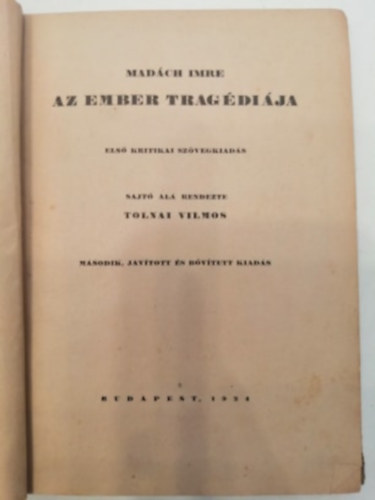 MADÁCH IMRE
AZ EMBER TRAGÉDIÁJA
ELSŐ KRITIKAI SZÖVEGKIADÁS
SAJTÓ ALÁ RENDEZTE
TOLNAI VILMOS
MÁSODIK, JAVÍTOTT ÉS BŐVÍTETT KIADÁS
BUDAPEST, 1924